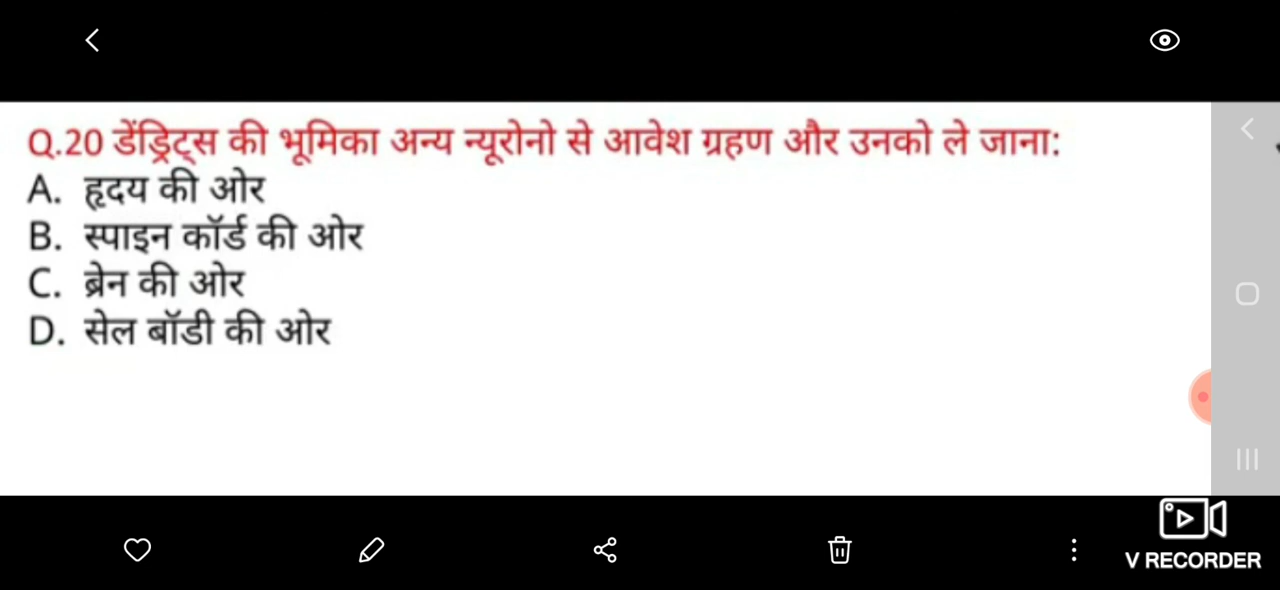 Q.20 डेंड्रिट्स की भूमिका अन्य न्यूरोनो से आवेश ग्रहण और उनको ले जाना:
A. हृदय की ओर
B. स्पाइन कॉर्ड की ओर
C. ब्रेन की ओर
D. सेल बॉडी की ओर
V RECORDER